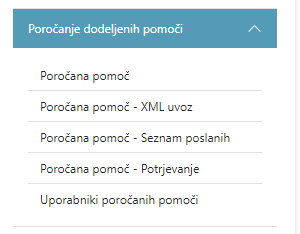 Poročanje dodeljenih pomoči
Poročana pomoč
Poročana pomoč - XML uvoz
Poročana pomoč - Seznam poslanih
Poročana pomoč - Potrjevanje
Uporabniki poročanih pomoči